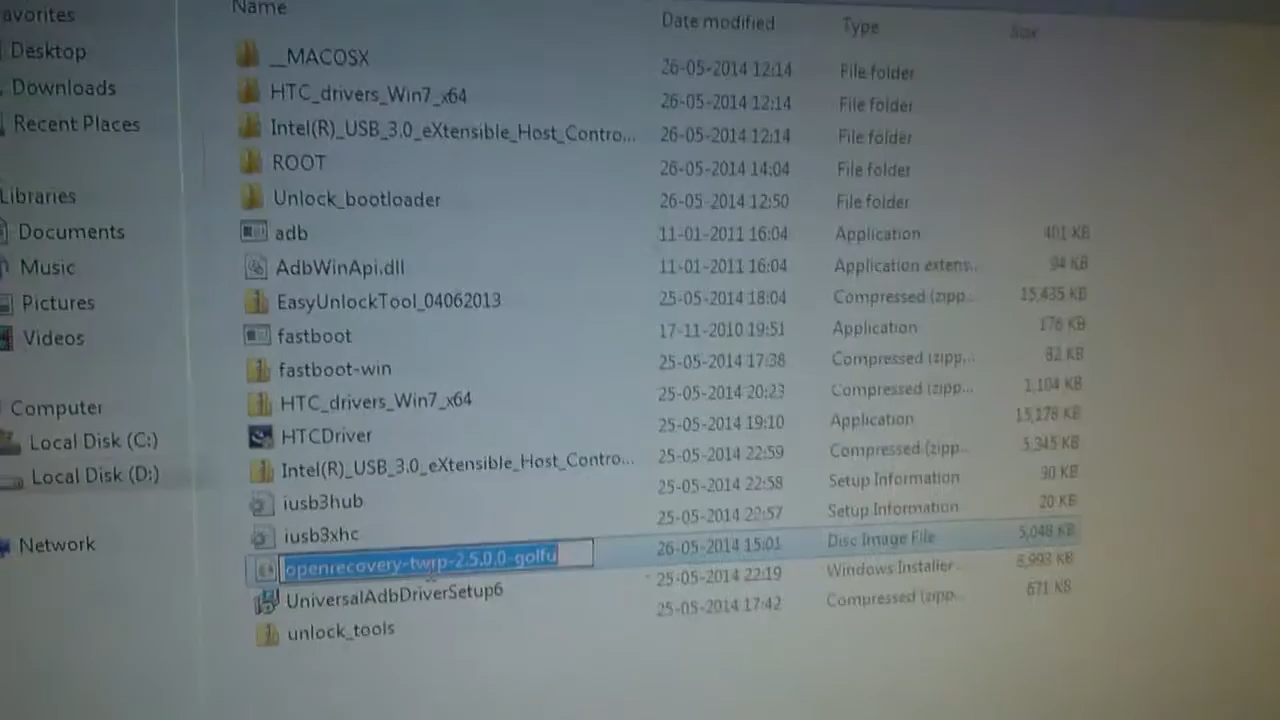 avorites
Desktop
Downloads
Recent Places
Libraries
Documents
Music
Pictures
Videos
Computer
Local Disk (C:)
Local Disk (D:)
Network
Name Date modified Type Size
__MACOSX 26-05-2014 12:14 File folder
HTC_drivers_Win7_x64 26-05-2014 12:14 File folder
Intel(R)_USB_3.0_eXtensible_Host_Contro... 26-05-2014 12:14 File folder
ROOT 26-05-2014 14:04 File folder
Unlock_bootloader 26-05-2014 12:50 File folder
adb 11-01-2011 16:04 Application 401 KB
AdbWinApi.dll 11-01-2011 16:04 Application extens... 94 KB
EasyUnlockTool_04062013 25-05-2014 18:04 Compressed (zipp... 15,435 KB
fastboot 17-11-2010 19:51 Application 176 KB
fastboot-win 25-05-2014 17:38 Compressed (zipp... 82 KB
HTC_drivers_Win7_x64 25-05-2014 20:23 Compressed (zipp... 1,104 KB
HTCDriver 25-05-2014 19:10 Application 15,178 KB
Intel(R)_USB_3.0_eXtensible_Host_Contro... 25-05-2014 22:59 Compressed (zipp... 5,345 KB
iusb3hub 25-05-2014 22:58 Setup Information 90 KB
iusb3xhc 25-05-2014 22:57 Setup Information 20 KB
openrecovery-twrp-2.5.0.0-golfu 26-05-2014 15:01 Disc Image File 5,048 KB
UniversalAdbDriverSetup6 25-05-2014 22:19 Windows Installer... KB
unlock_tools 25-05-2014 17:42 Compressed (zipp... 671 KB